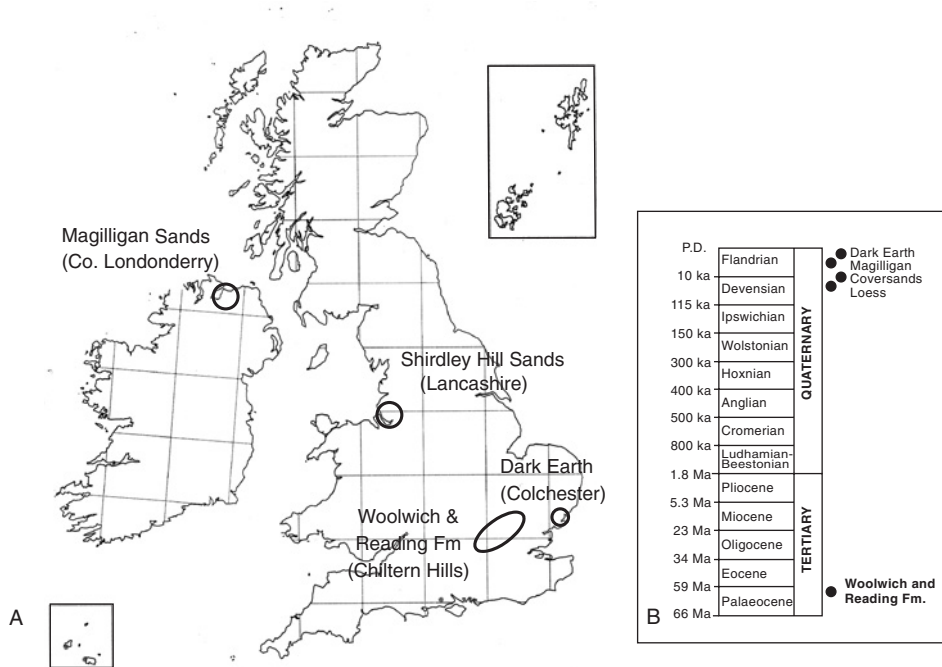 Magilligan Sands
(Co. Londonderry)
Shirdley Hill Sands
(Lancashire)
Dark Earth
(Colchester)
Woolwich &
Reading Fm
(Chiltern Hills)
A
P.D.
Flandrian
10 ka
Devensian
115 ka
Ipswichian
150 ka
Wolstonian
300 ka
Hoxnian
400 ka
Anglian
500 ka
Cromerian
800 ka
Ludhamian-
Beestonian
1.8 Ma
Pliocene
5.3 Ma
Miocene
23 Ma
Oligocene
34 Ma
Eocene
59 Ma
Palaeocene
66 Ma
QUATERNARY
TERTIARY
Dark Earth
Magilligan
Coversands
Loess
Woolwich and
Reading Fm.
B